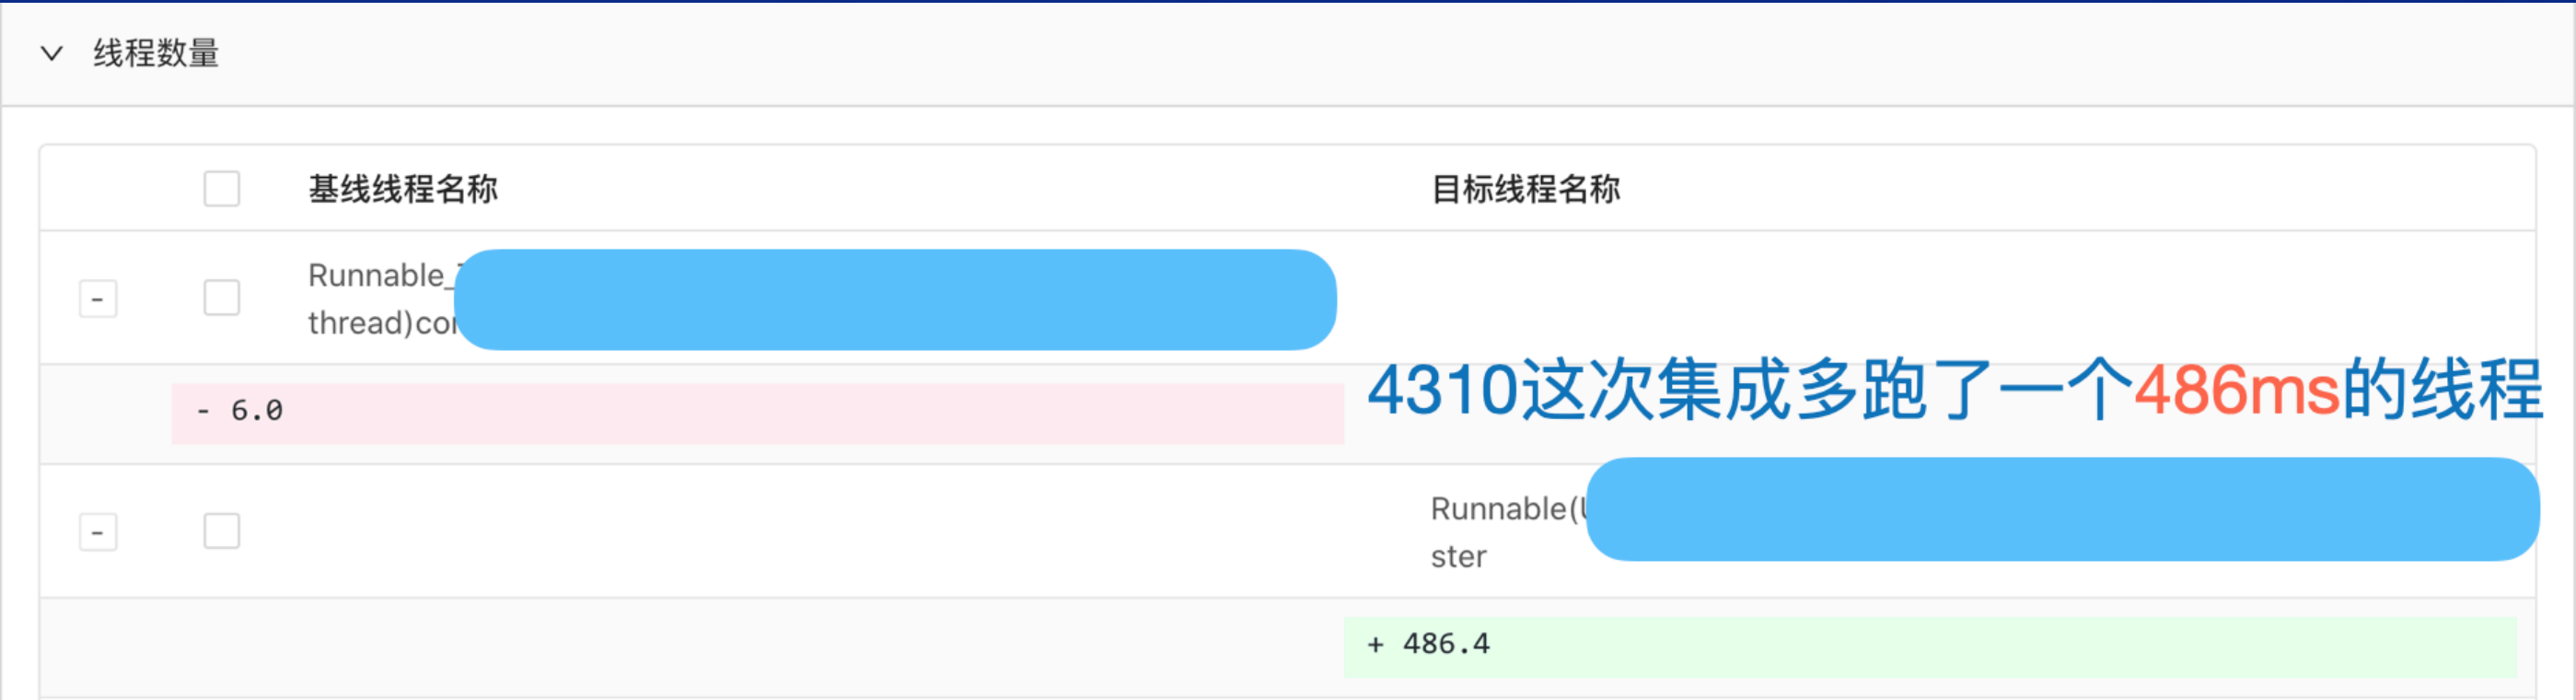 线程数量
基线线程名称 目标线程名称
Runnable_
thread)cor
- 6.0
4310这次集成多跑了一个486ms的线程
Runnable(U
ster
+ 486.4